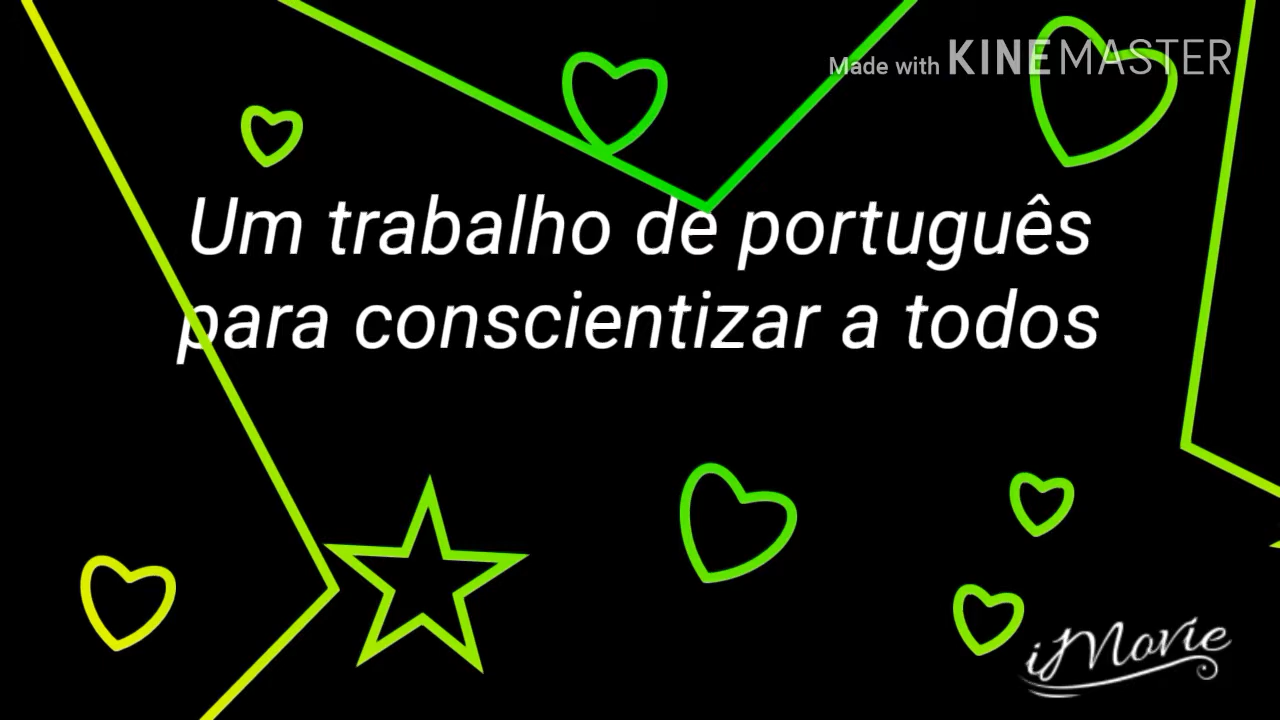 Made with KINEMASTER
Um trabalho de português
para conscientizar a todos
iMovie